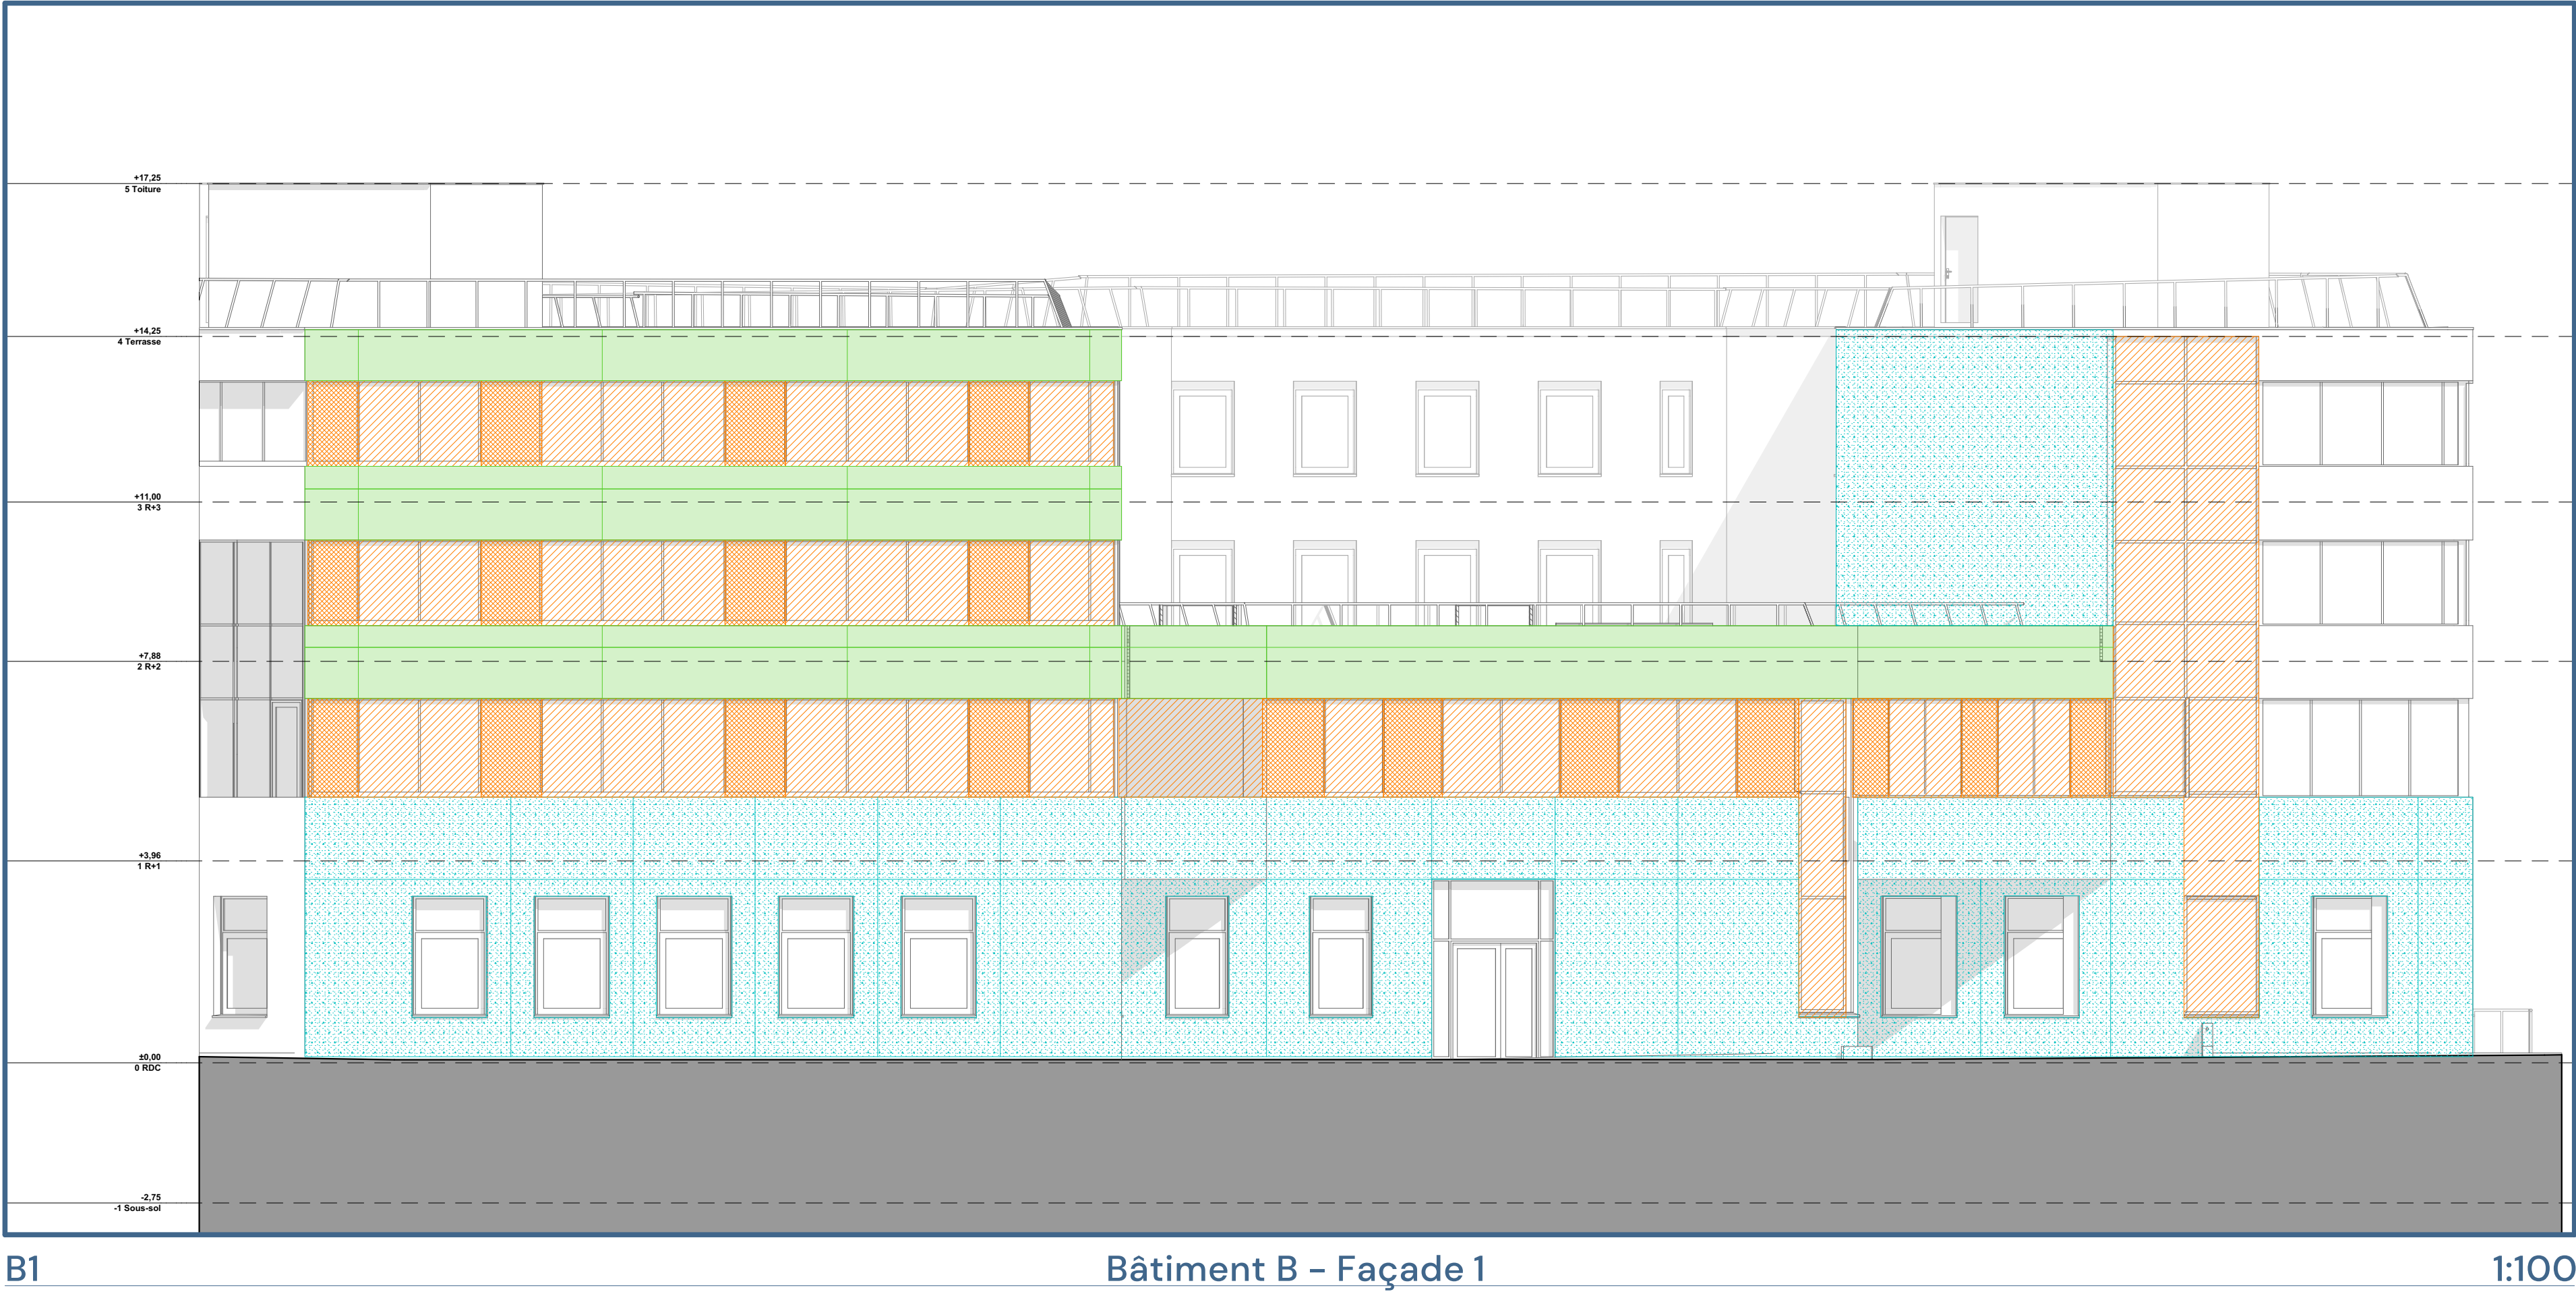 +17,25
5 Toiture
+14,25
4 Terrasse
+11,00
3 R+3
+7,88
2 R+2
+3,96
1 R+1
±0,00
0 RDC
-2,75
-1 Sous-sol
B1
Bâtiment B - Façade 1
1:100